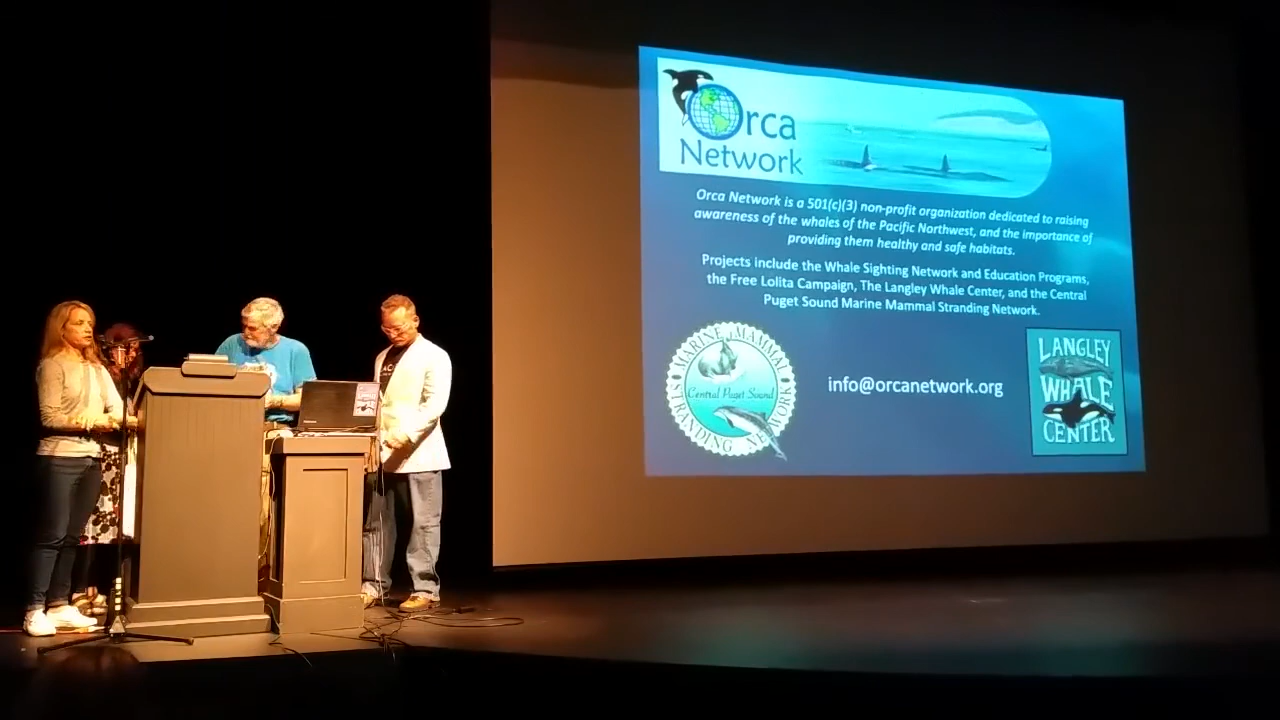 Orca
Network
Orca Network is a 501(c)(3) non-profit organization dedicated to raising
awareness of the whales of the Pacific Northwest, and the importance of
providing them healthy and safe habitats.
Projects include the Whale Sighting Network and Education Programs,
the Free Lolita Campaign, The Langley Whale Center, and the Central
Puget Sound Marine Mammal Stranding Network.
MARINE MAMMAL
Central Puget Sound
STRANDING NETWORK
info@orcanetwork.org
LANGLEY
WHALE
CENTER